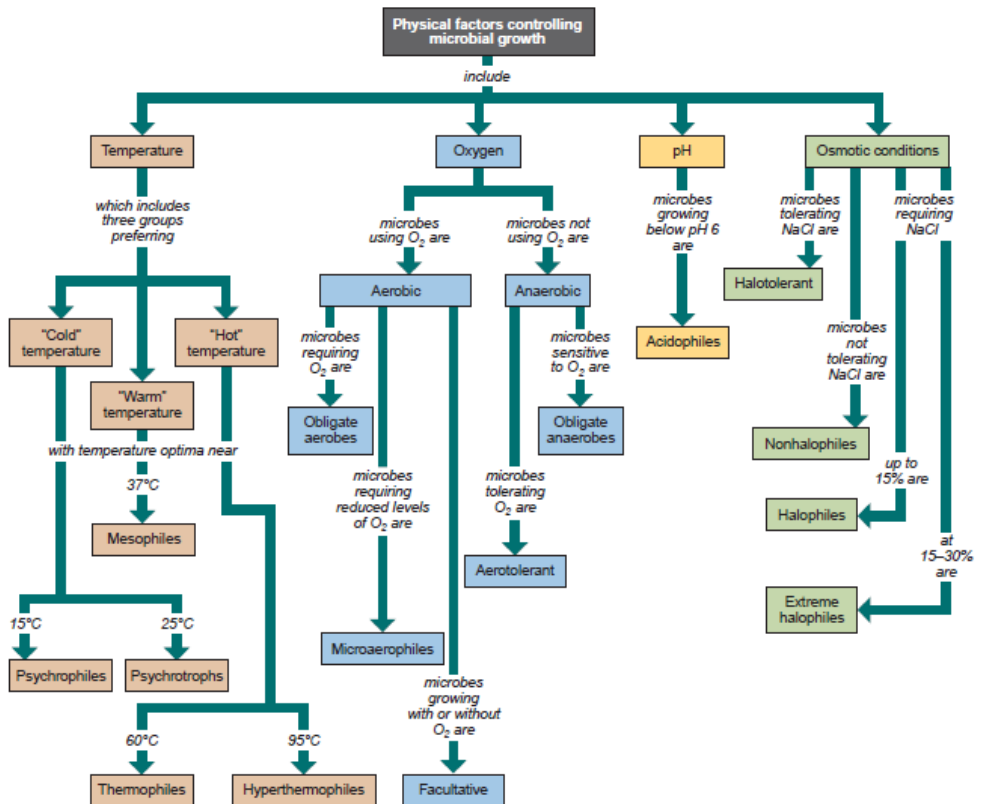 Physical factors controlling
microbial growth
include
Temperature
Oxygen
pH
Osmotic conditions
which includes
three groups
preferring
microbes
using O₂ are
microbes not
using O₂ are
microbes
growing
below pH 6
are
microbes
tolerating
NaCl are
microbes
requiring
NaCl
Halotolerant
Aerobic
Anaerobic
"Cold"
temperature
"Hot"
temperature
"Warm"
temperature
microbes
requiring
O₂ are
microbes
sensitive
to O₂ are
Acidophiles
microbes
not
tolerating
NaCl are
Obligate
aerobes
Obligate
anaerobes
with temperature optima near
37°C
Mesophiles
microbes
requiring
reduced levels
of O₂ are
microbes
tolerating
O₂ are
Nonhalophiles
up to
15% are
Halophiles
at
15–30%
are
Aerotolerant
Extreme
halophiles
15°C
25°C
Psychrophiles
Psychrotrophs
Microaerophiles
microbes
growing
with or without
O₂ are
60°C
95°C
Thermophiles
Hyperthermophiles
Facultative